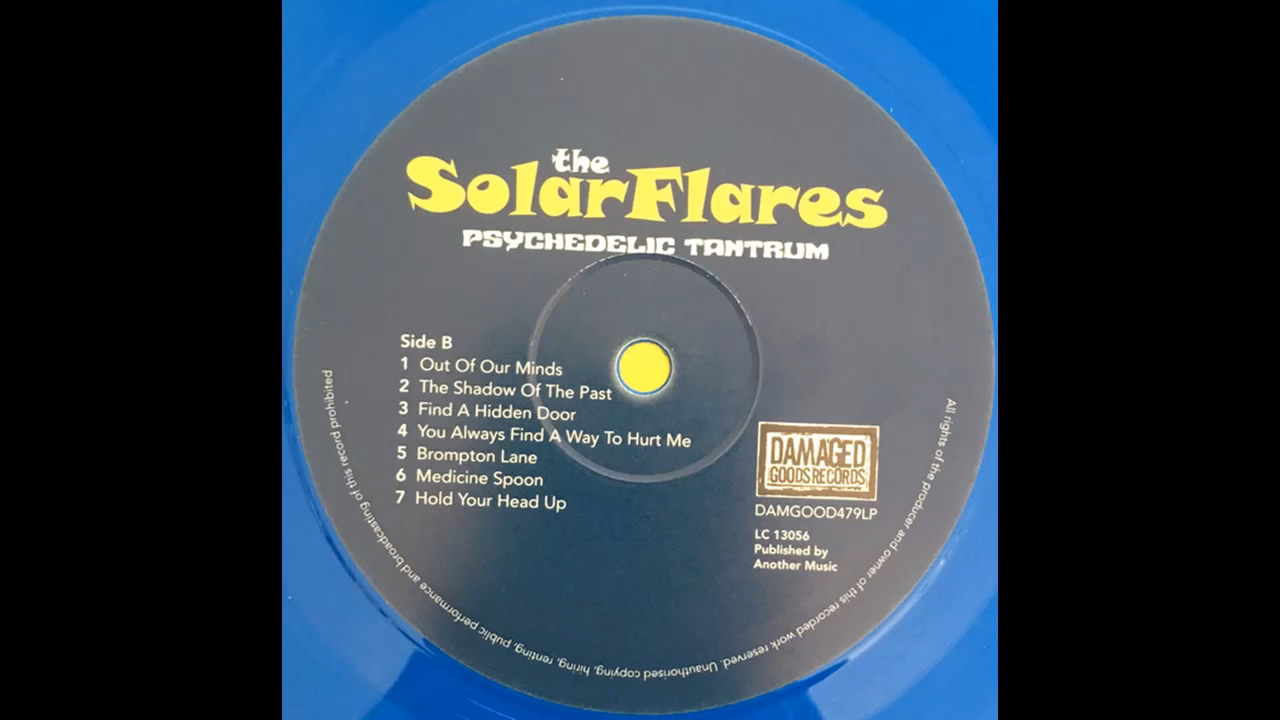 the
SolarFlares
PSYCHEDELIC TANTRUM
Side B
1 Out Of Our Minds
2 The Shadow Of The Past
3 Find A Hidden Door
4 You Always Find A Way To Hurt Me
5 Brompton Lane
6 Medicine Spoon
7 Hold Your Head Up
DAMAGED
GOODS RECORDS
DAMGOOD479LP
LC 13056
Published by
Another Music
All rights of the producer and owner of this recorded work reserved. Unauthorised copying, hiring, renting, public performance and broadcasting of this record prohibited